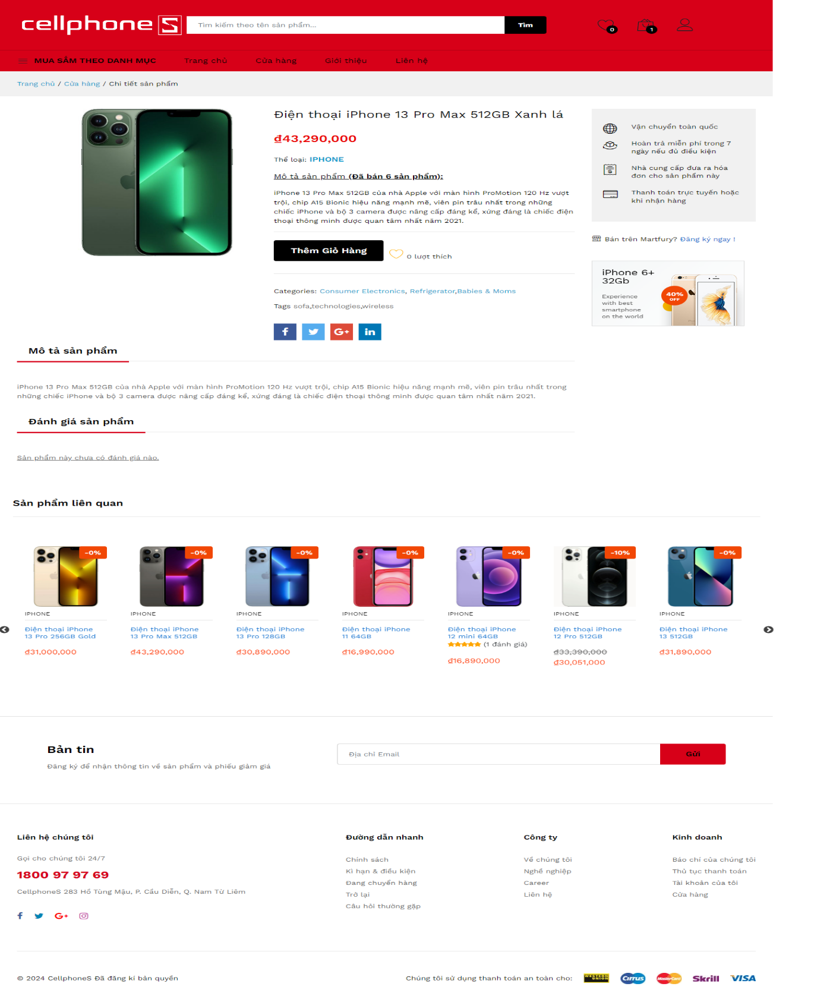 cellphone S
Tìm kiếm theo tên sản phẩm...
Tìm
0
1
MUA SẮM THEO DANH MỤC
Trang chủ
Cửa hàng
Giới thiệu
Liên hệ
Trang chủ / Cửa hàng / Chi tiết sản phẩm
Điện thoại iPhone 13 Pro Max 512GB Xanh lá
₫43,290,000
Thể loại: IPHONE
Mô tả sản phẩm (Đã bán 6 sản phẩm):
iPhone 13 Pro Max 512GB của nhà Apple với màn hình ProMotion 120 Hz vượt
trội, chip A15 Bionic hiệu năng mạnh mẽ, viên pin trâu nhất trong những
chiếc iPhone và bộ 3 camera được nâng cấp đáng kể, xứng đáng là chiếc điện
thoại thông minh được quan tâm nhất năm 2021.
Thêm Giỏ Hàng
0 lượt thích
Categories: Consumer Electronics, Refrigerator,Babies & Moms
Tags sofa,technologies,wireless
f
G+
in
Vận chuyển toàn quốc
Hoàn trả miễn phí trong 7
ngày nếu đủ điều kiện
Nhà cung cấp đưa ra hóa
đơn cho sản phẩm này
Thanh toán trực tuyến hoặc
khi nhận hàng
Bán trên Martfury? Đăng ký ngay !
iPhone 6+
32Gb
Experience
with best
smartphone
on the world
40%
OFF
Mô tả sản phẩm
iPhone 13 Pro Max 512GB của nhà Apple với màn hình ProMotion 120 Hz vượt trội, chip A15 Bionic hiệu năng mạnh mẽ, viên pin trâu nhất trong
những chiếc iPhone và bộ 3 camera được nâng cấp đáng kể, xứng đáng là chiếc điện thoại thông minh được quan tâm nhất năm 2021.
Đánh giá sản phẩm
Sản phẩm này chưa có đánh giá nào.
Sản phẩm liên quan
-0%
IPHONE
Điện thoại iPhone
13 Pro 256GB Gold
₫31,000,000
-0%
IPHONE
Điện thoại iPhone
13 Pro Max 512GB
₫43,290,000
-0%
IPHONE
Điện thoại iPhone
13 Pro 128GB
₫30,890,000
-0%
IPHONE
Điện thoại iPhone
11 64GB
₫16,990,000
-0%
IPHONE
Điện thoại iPhone
12 mini 64GB
(1 đánh giá)
₫16,890,000
-10%
IPHONE
Điện thoại iPhone
12 Pro 512GB
₫33,390,000
₫30,051,000
-0%
IPHONE
Điện thoại iPhone
13 512GB
₫31,890,000
Bản tin
Đăng ký để nhận thông tin về sản phẩm và phiếu giảm giá
Địa chỉ Email
Gửi
Liên hệ chúng tôi
Gọi cho chúng tôi 24/7
1800 97 97 69
CellphoneS 283 Hồ Tùng Mậu, P. Cầu Diễn, Q. Nam Từ Liêm
f
G+
Đường dẫn nhanh
Chính sách
Kì hạn & điều kiện
Đang chuyển hàng
Trở lại
Câu hỏi thường gặp
Công ty
Về chúng tôi
Nghề nghiệp
Career
Liên hệ
Kinh doanh
Báo chí của chúng tôi
Thủ tục thanh toán
Tài khoản của tôi
Cửa hàng
© 2024 CellphoneS Đã đăng kí bản quyền
Chúng tôi sử dụng thanh toán an toàn cho:
WESTERN
UNION
Cirrus
MasterCard
Skrill
VISA